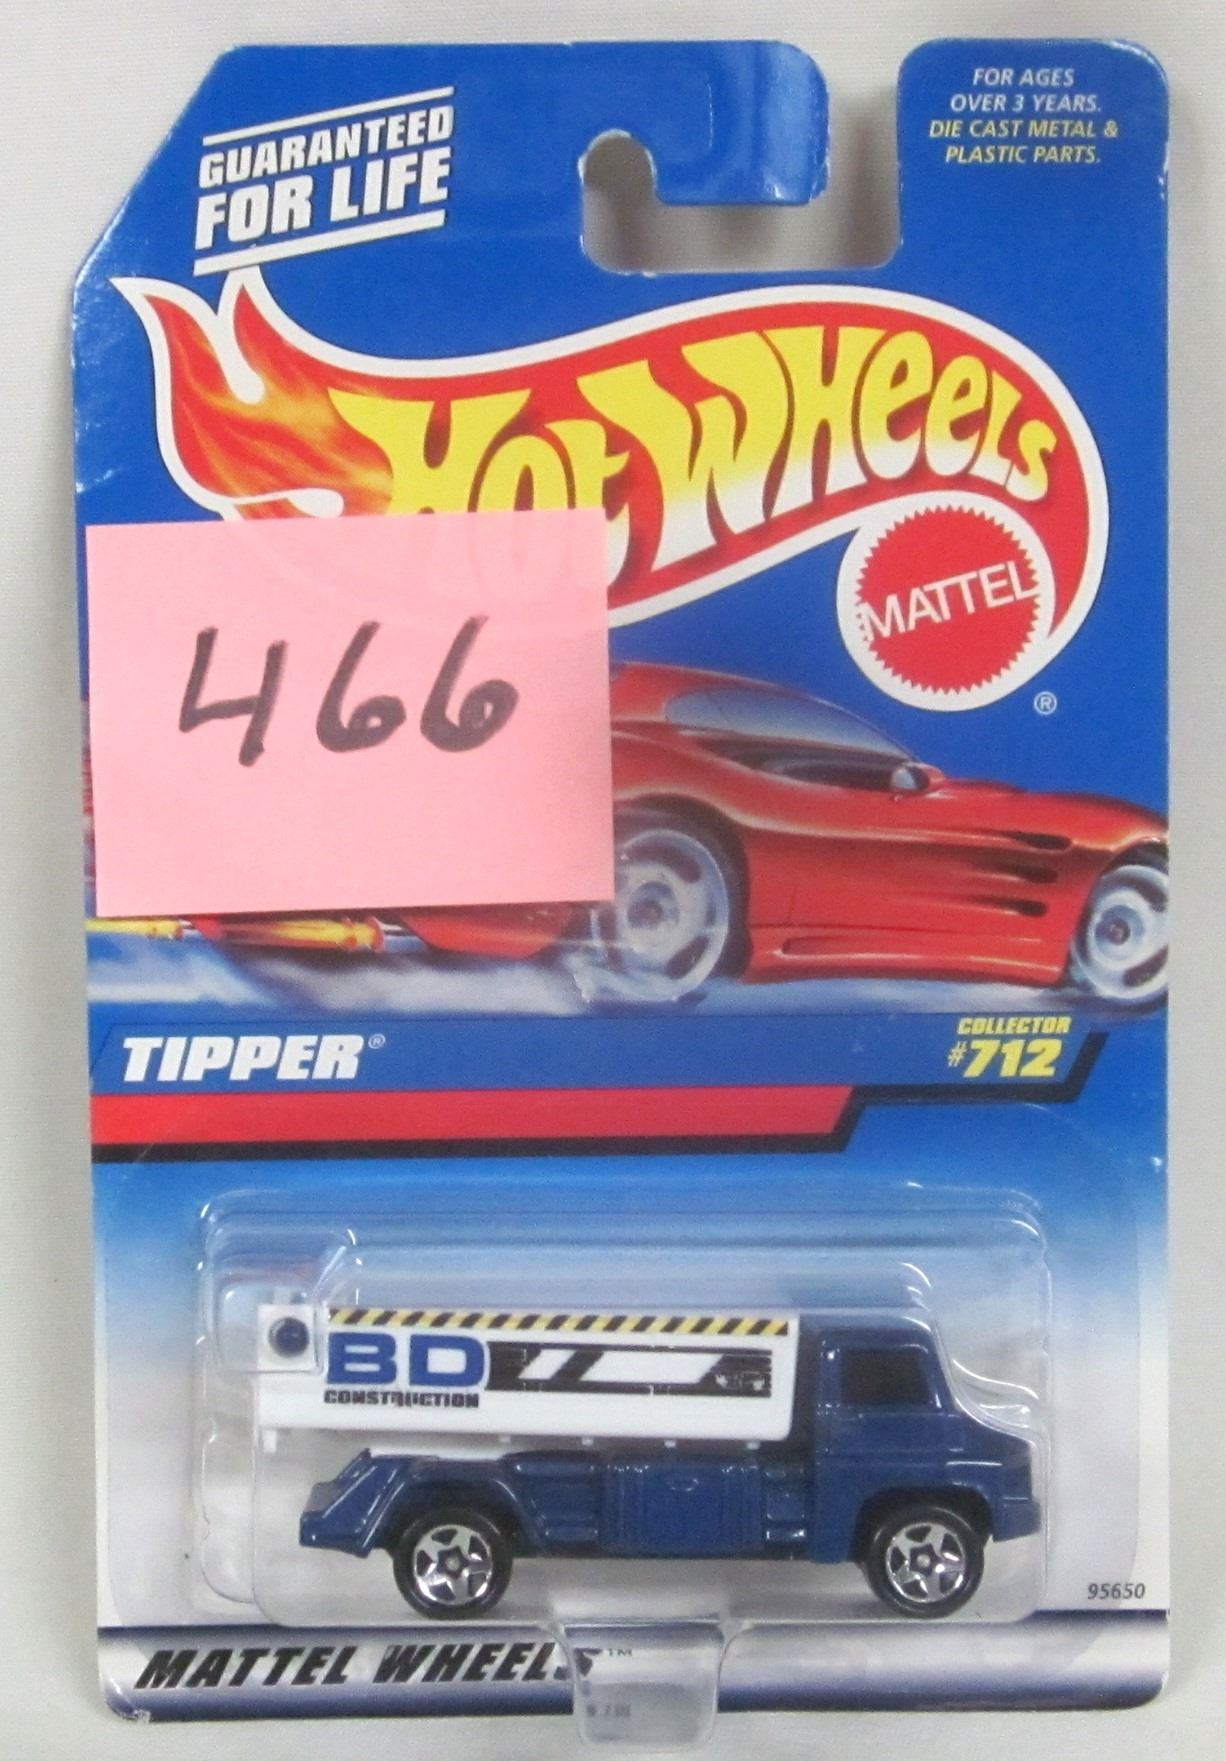 GUARANTEED
FOR LIFE
FOR AGES
OVER 3 YEARS.
DIE CAST METAL &
PLASTIC PARTS.
Hot Wheels
MATTEL
®
466
TIPPER®
COLLECTOR
#712
BD
CONSTRUCTION
95650
MATTEL WHEELS™